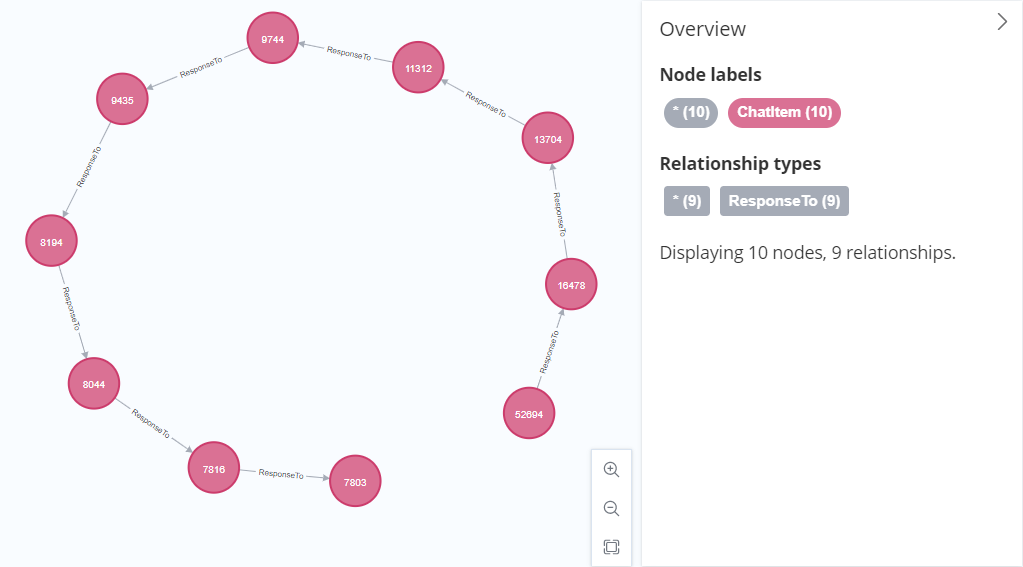 9744
ResponseTo
11312
ResponseTo
9435
ResponseTo
13704
ResponseTo
ResponseTo
8194
16478
ResponseTo
ResponseTo
8044
52694
ResponseTo
7816
ResponseTo
7803
Overview
Node labels
* (10) ChatItem (10)
Relationship types
* (9) ResponseTo (9)
Displaying 10 nodes, 9 relationships.